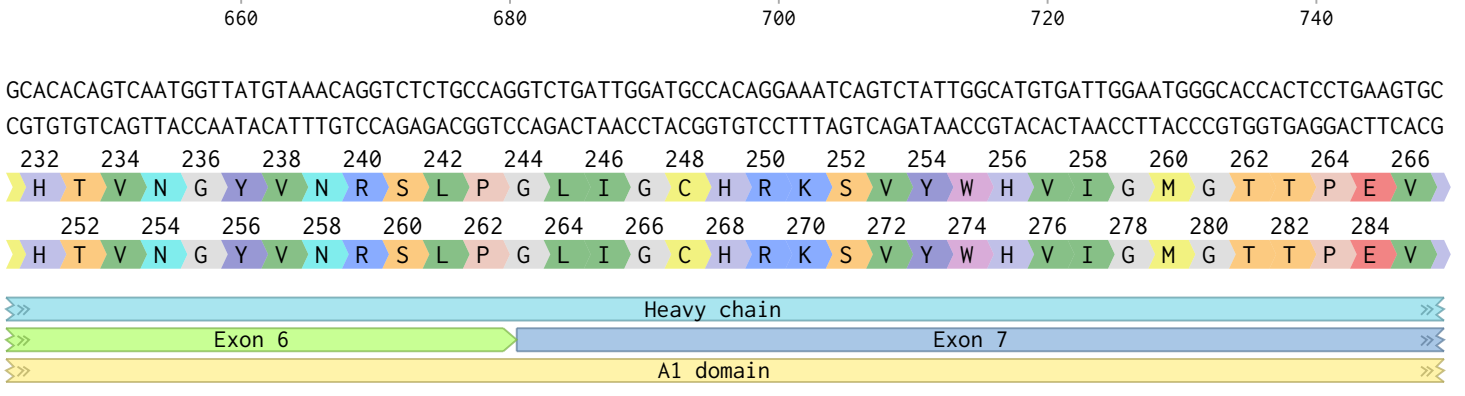 660 680 700 720 740
GCACACAGTCAATGGTTATGTAAACAGGTCTCTGCCAGGTCTGATTGGATGCCACAGGAAATCAGTCTATTGGCATGTGATTGGAATGGGCACCACTCCTGAAGTGC
CGTGTGTCAGTTACCAATACATTTGTCCAGAGACGGTCCAGACTAACCTACGGTGTCCTTTAGTCAGATAACCGTACACTAACCTTACCCGTGGTGAGGACTTCACG
232 234 236 238 240 242 244 246 248 250 252 254 256 258 260 262 264 266
H T V N G Y V N R S L P G L I G C H R K S V Y W H V I G M G T T P E V
252 254 256 258 260 262 264 266 268 270 272 274 276 278 280 282 284
H T V N G Y V N R S L P G L I G C H R K S V Y W H V I G M G T T P E V
Heavy chain
Exon 6 Exon 7
A1 domain